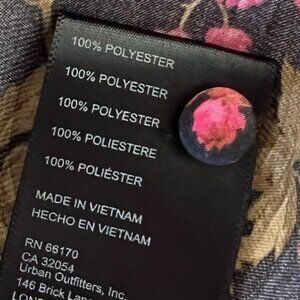 100% POLYESTER
100% POLYESTER
100% POLYESTER
100% POLIESTERE
100% POLIÉSTER
MADE IN VIETNAM
HECHO EN VIETNAM
RN 66170
CA 32054
Urban Outfitters, Inc.
146 Brick Lane